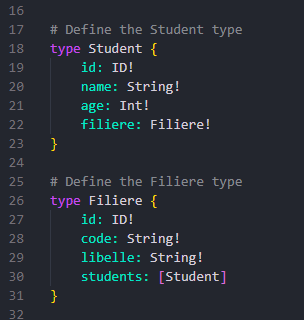 16
17 # Define the Student type
18 type Student {
19 id: ID!
20 name: String!
21 age: Int!
22 filiere: Filiere!
23 }
24
25 # Define the Filiere type
26 type Filiere {
27 id: ID!
28 code: String!
29 libelle: String!
30 students: [Student]
31 }
32